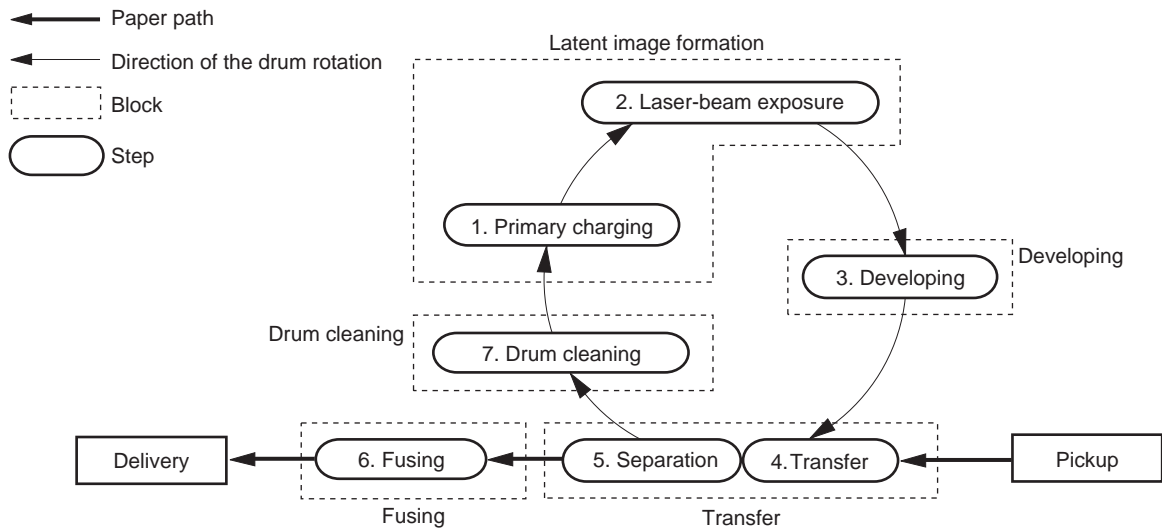 Paper path
Direction of the drum rotation
Block
Step
Latent image formation
2. Laser-beam exposure
1. Primary charging
Developing
3. Developing
Drum cleaning
7. Drum cleaning
Delivery
6. Fusing
5. Separation
4.Transfer
Pickup
Fusing
Transfer